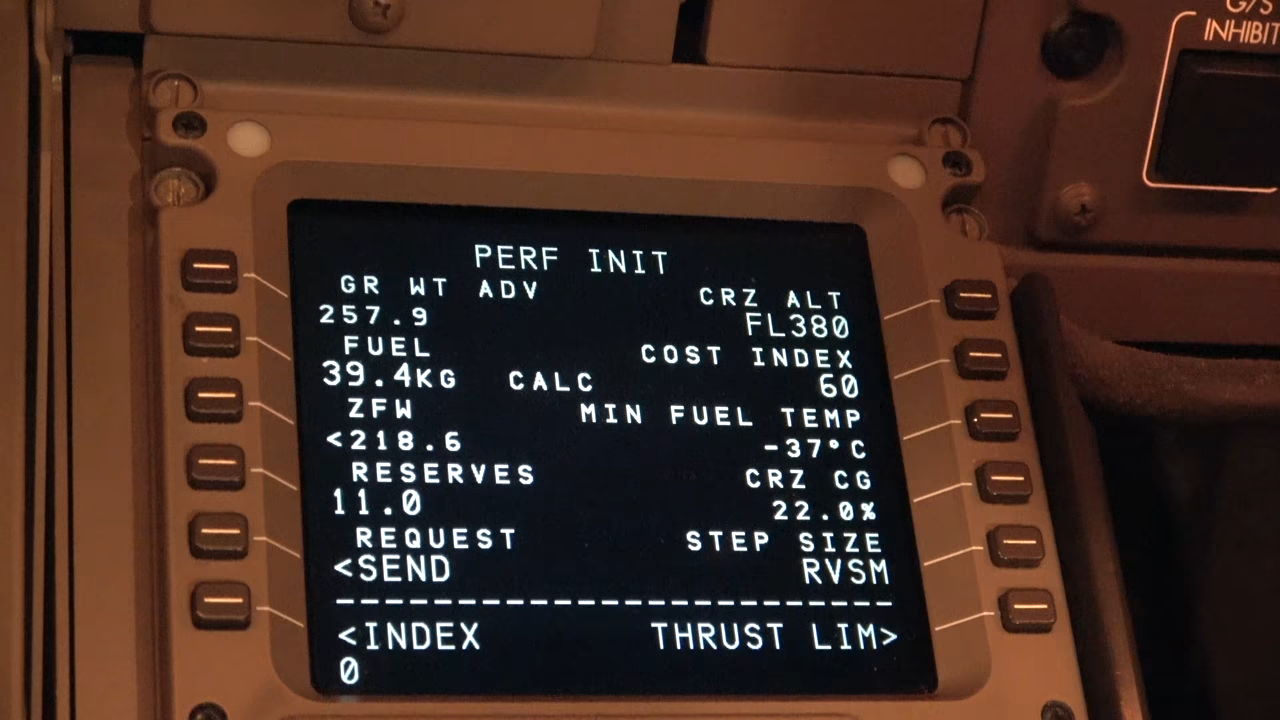 G/S
INHIBIT
PERF INIT
GR WT ADV CRZ ALT
257.9 FL380
FUEL COST INDEX
39.4KG CALC 60
ZFW MIN FUEL TEMP
<218.6 -37°C
RESERVES CRZ CG
11.0 22.0%
REQUEST STEP SIZE
<SEND RVSM
--------------------------------
<INDEX THRUST LIM>
0